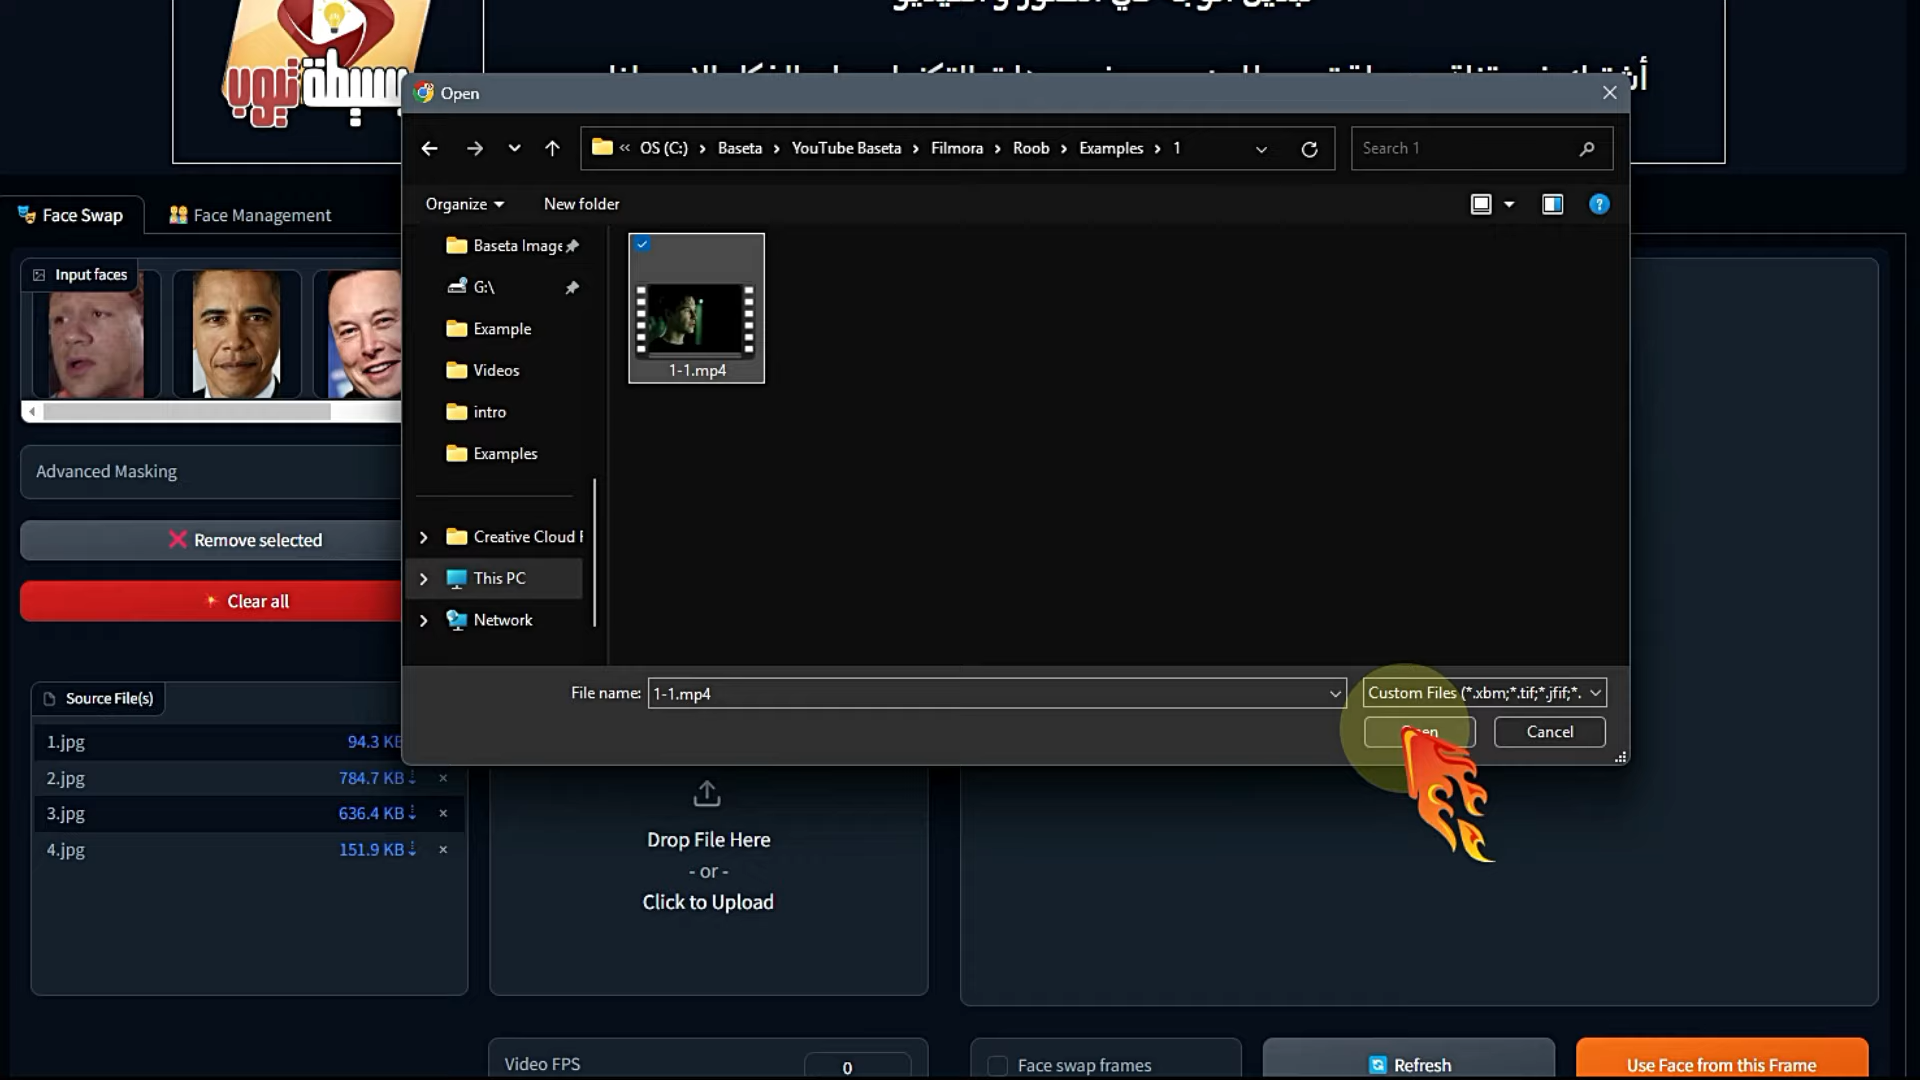 بسيطة تيوب
Open
OS (C:) › Baseta › YouTube Baseta › Filmora › Roob › Examples › 1
Search 1
Organize
New folder
Face Swap
Face Management
Input faces
Baseta Image
G:\
Example
Videos
intro
Examples
1-1.mp4
Advanced Masking
Remove selected
Creative Cloud F
This PC
Clear all
Network
Source File(s)
File name:
1-1.mp4
Custom Files (*.xbm;*.tif;*.jfif;*.
Cancel
1.jpg 94.3 KB
2.jpg 784.7 KB ×
3.jpg 636.4 KB ×
4.jpg 151.9 KB ×
Drop File Here
- or -
Click to Upload
Video FPS
0
Face swap frames
Refresh
Use Face from this Frame